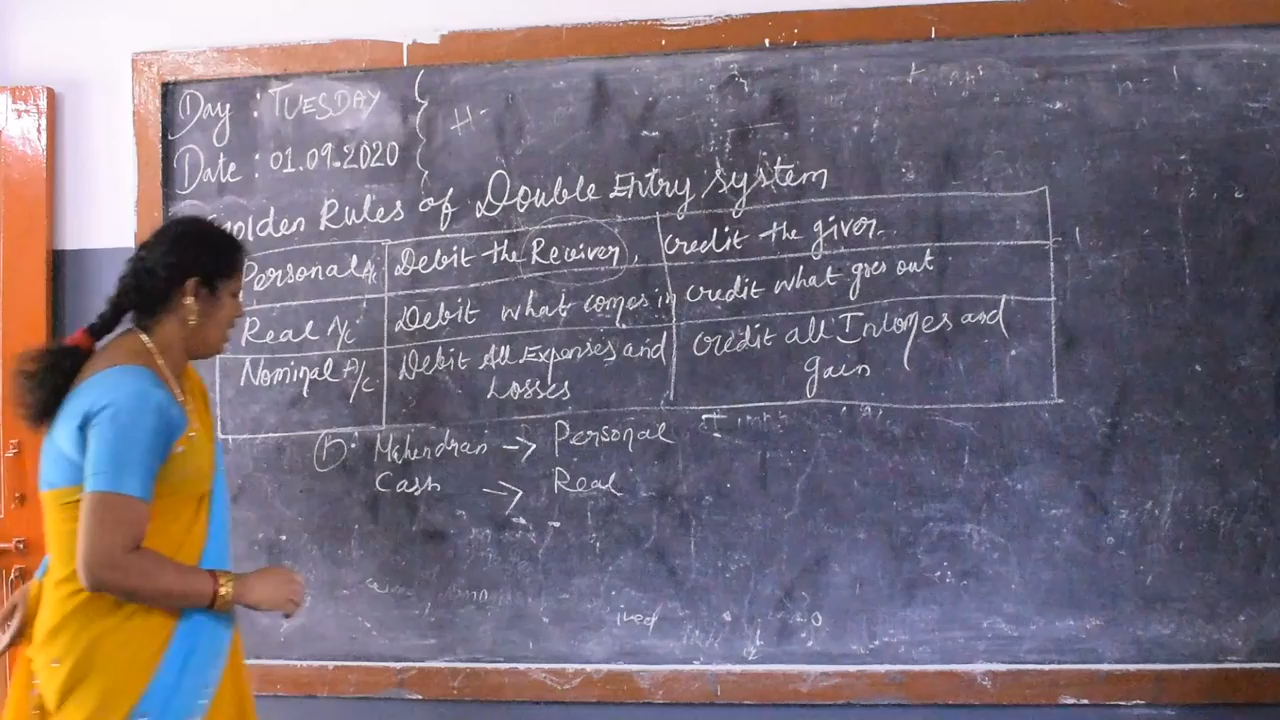 Day : TUESDAY
Date : 01.09.2020
H-
Golden Rules of Double Entry System
Personal A/c Debit the Receiver, Credit the giver.
Real A/c Debit what comes in Credit what goes out
Nominal A/c Debit All Expenses and Losses Credit all Incomes and gain
1) Mahendran -> Personal
Cash -> Real